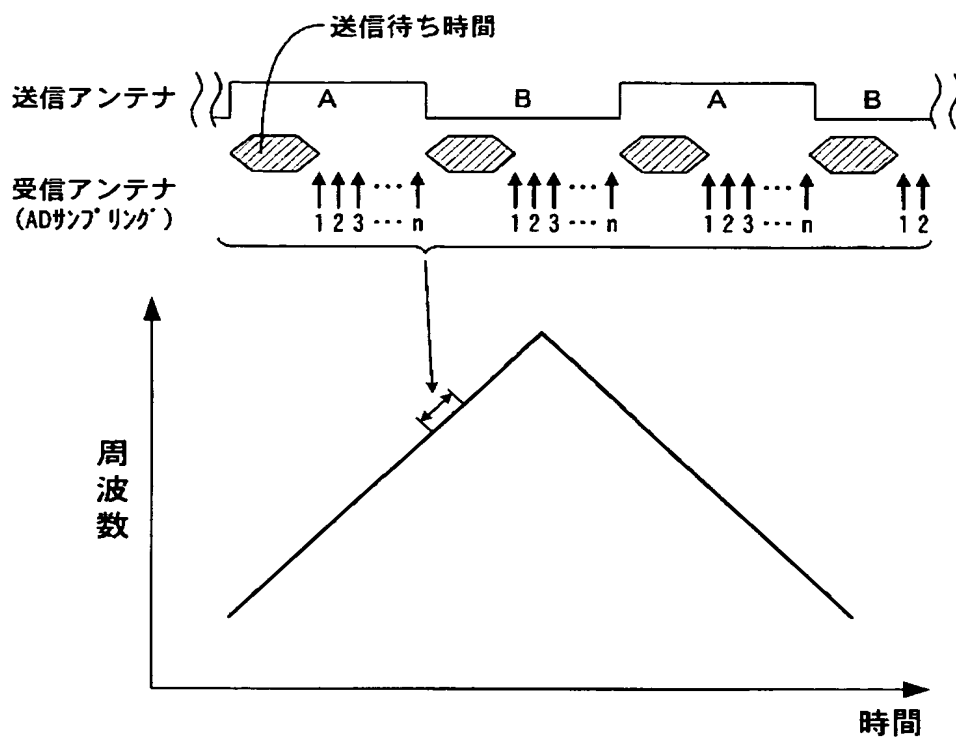 送信待ち時間
送信アンテナ
A B A B
受信アンテナ
(ADサンプリング)
1 2 3 ··· n 1 2 3 ··· n 1 2 3 ··· n 1 2
周波数
時間